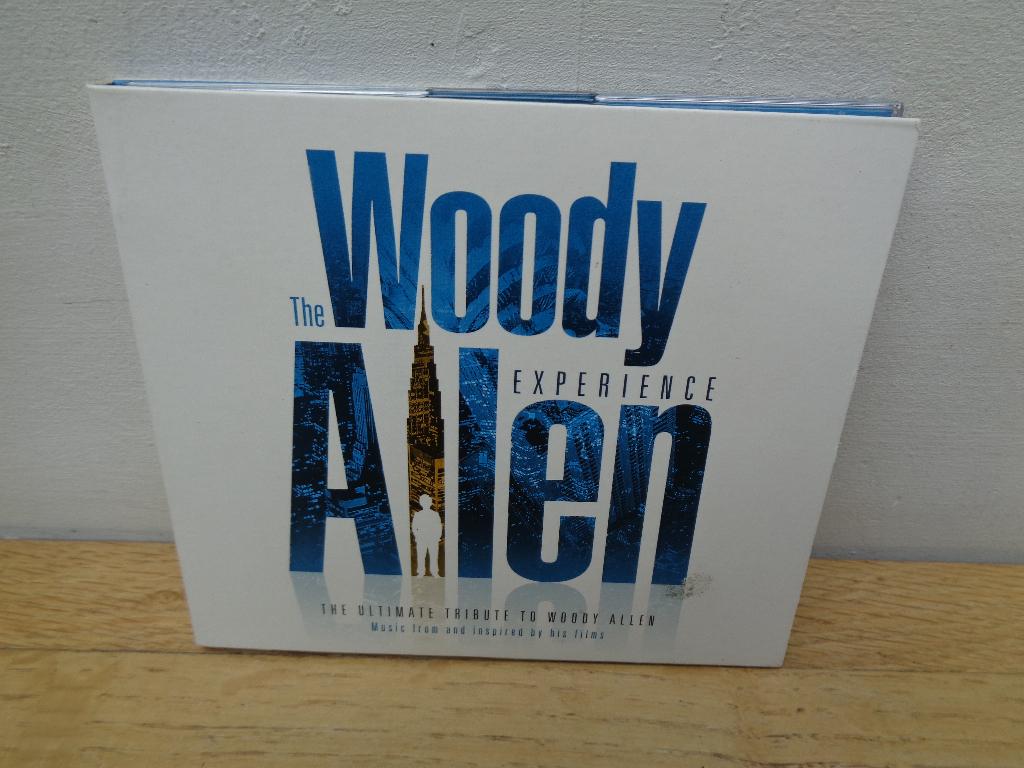 The Woody
Allen
EXPERIENCE
THE ULTIMATE TRIBUTE TO WOODY ALLEN
Music from and inspired by his films